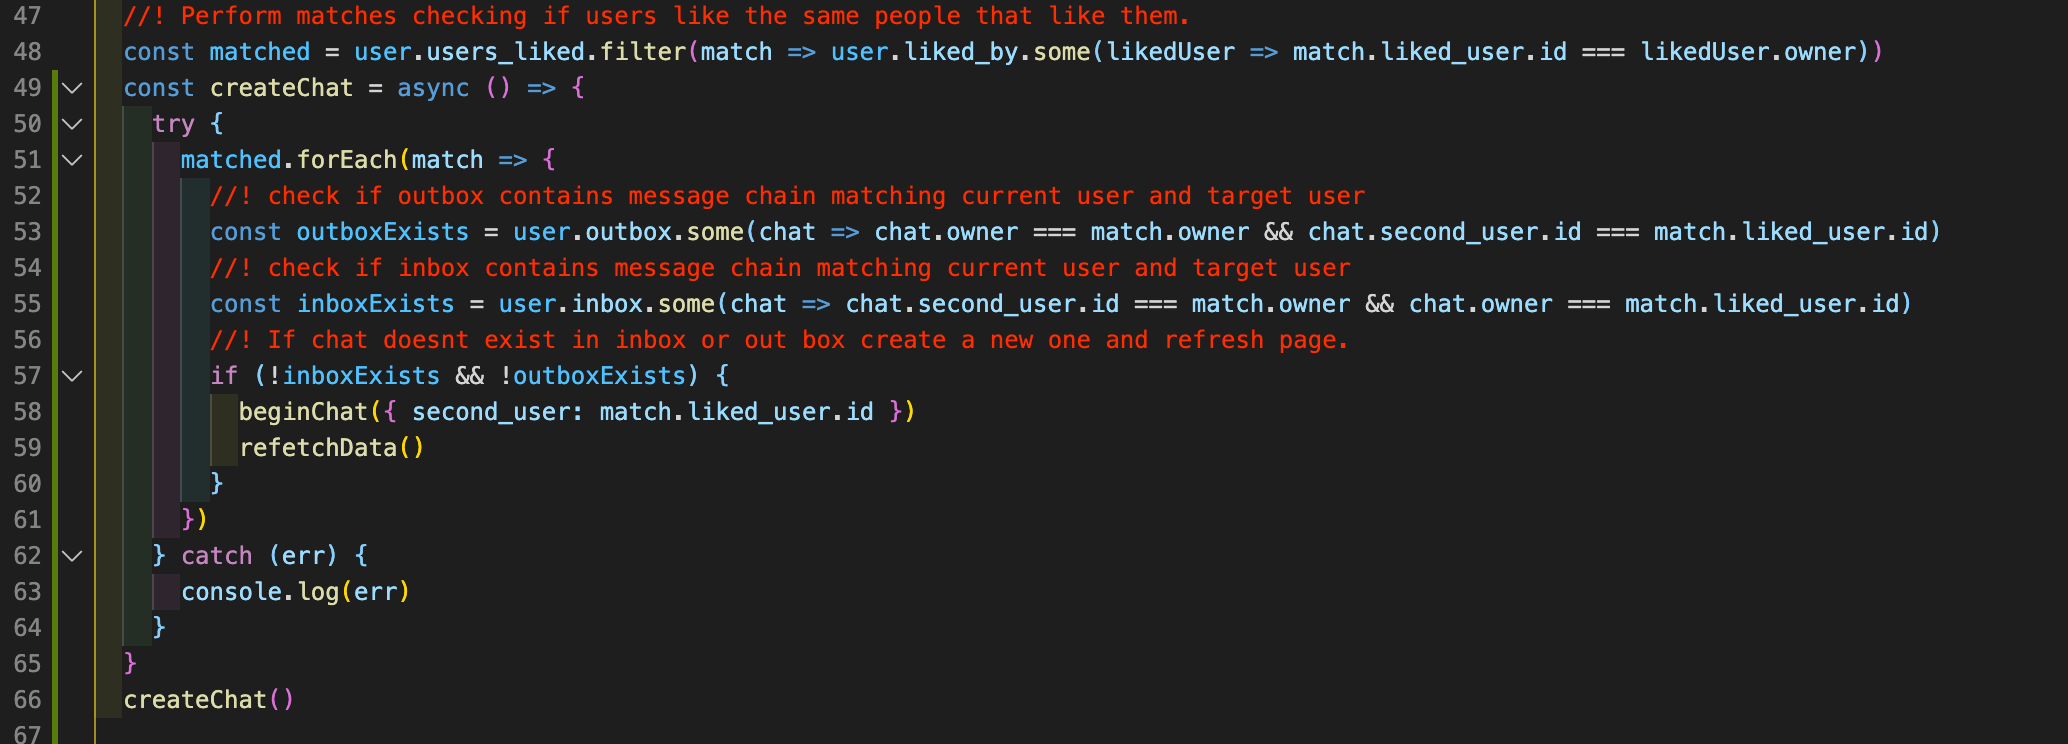 47 //! Perform matches checking if users like the same people that like them.
48 const matched = user.users_liked.filter(match => user.liked_by.some(likedUser => match.liked_user.id === likedUser.owner))
49 const createChat = async () => {
50 try {
51 matched.forEach(match => {
52 //! check if outbox contains message chain matching current user and target user
53 const outboxExists = user.outbox.some(chat => chat.owner === match.owner && chat.second_user.id === match.liked_user.id)
54 //! check if inbox contains message chain matching current user and target user
55 const inboxExists = user.inbox.some(chat => chat.second_user.id === match.owner && chat.owner === match.liked_user.id)
56 //! If chat doesnt exist in inbox or out box create a new one and refresh page.
57 if (!inboxExists && !outboxExists) {
58 beginChat({ second_user: match.liked_user.id })
59 refetchData()
60 }
61 })
62 } catch (err) {
63 console.log(err)
64 }
65 }
66 createChat()
67